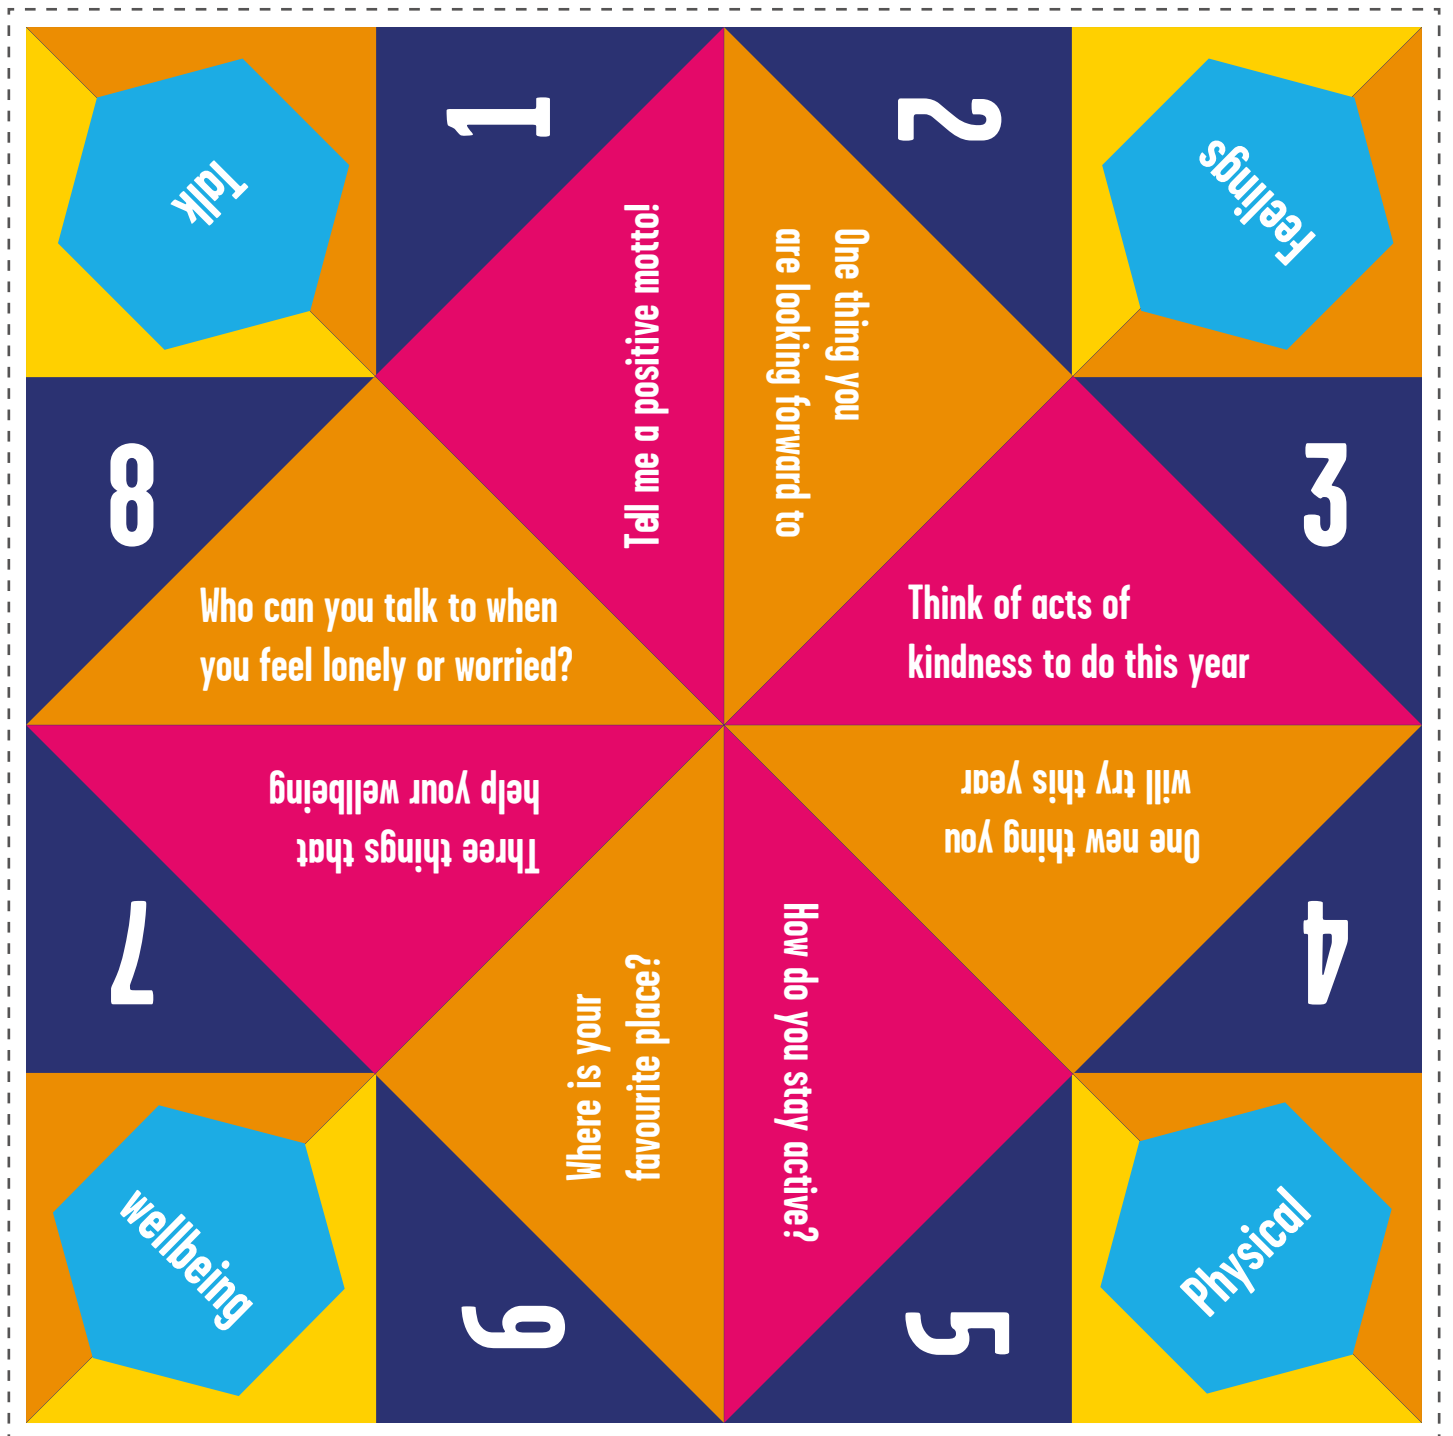 Talk
1
2
Feelings
Tell me a positive motto!
One thing you
are looking forward to
8
3
Who can you talk to when
you feel lonely or worried?
Think of acts of
kindness to do this year
Three things that
help your wellbeing
One new thing you
will try this year
7
4
Where is your
favourite place?
How do you stay active?
wellbeing
6
5
Physical